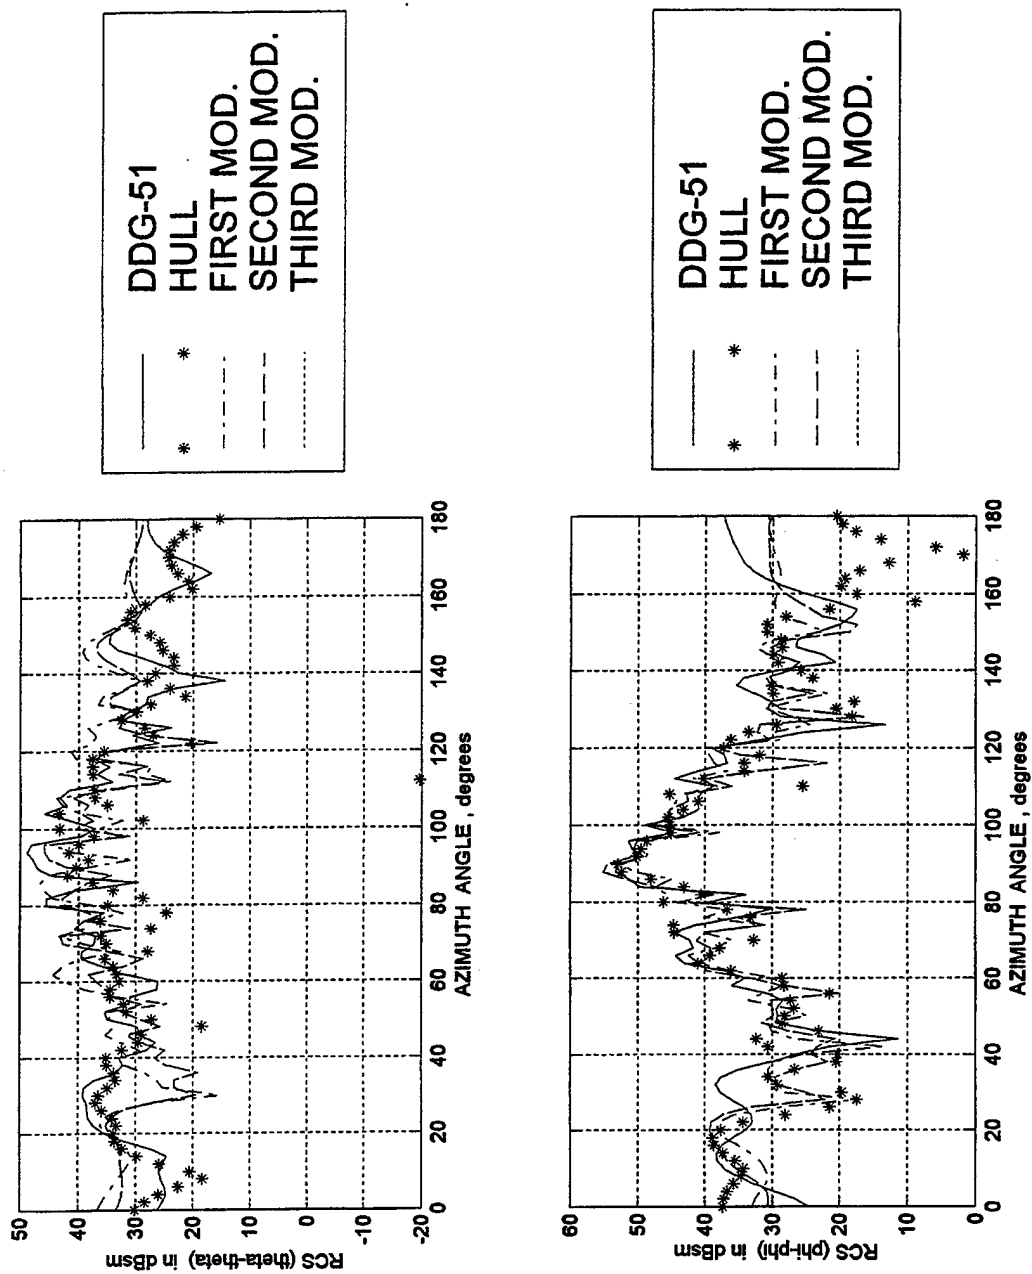 50
40
30
20
10
0
-10
-20
RCS (theta-theta) in dBsm
0
20
40
60
80
100
120
140
160
180
AZIMUTH ANGLE , degrees
DDG-51
* * HULL
FIRST MOD.
SECOND MOD.
THIRD MOD.
60
50
40
30
20
10
0
RCS (phi-phi) in dBsm
0
20
40
60
80
100
120
140
160
180
AZIMUTH ANGLE , degrees
DDG-51
* * HULL
FIRST MOD.
SECOND MOD.
THIRD MOD.